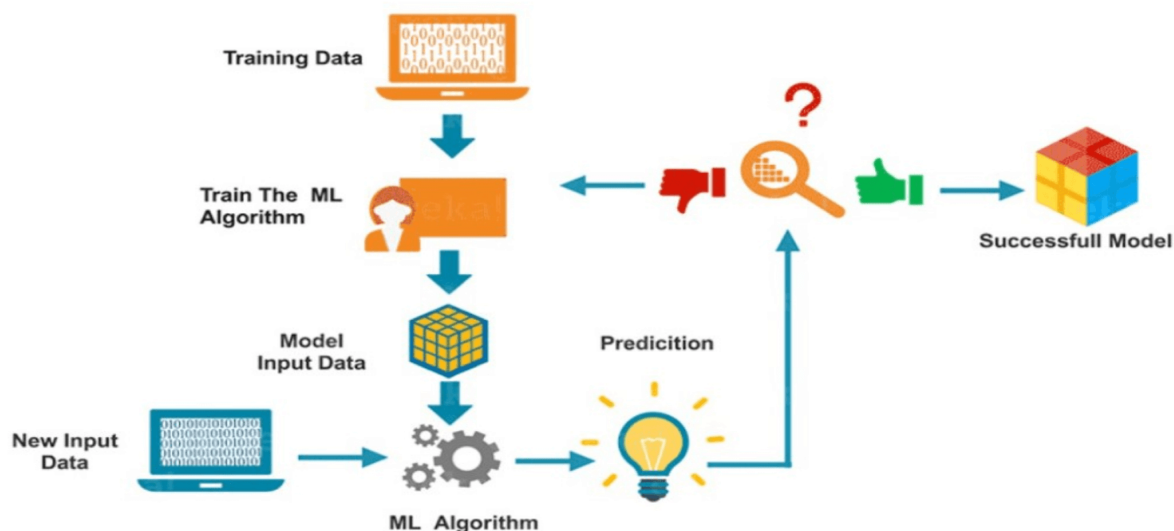 Training Data
Train The ML
Algorithm
?
Successfull Model
Model
Input Data
Predicition
New Input
Data
ML Algorithm